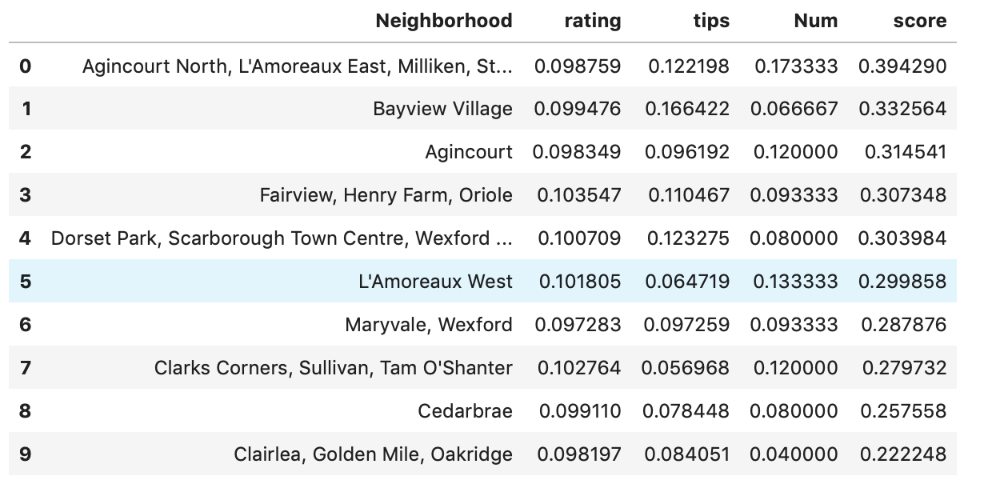 Neighborhood rating tips Num score
0 Agincourt North, L'Amoreaux East, Milliken, St... 0.098759 0.122198 0.173333 0.394290
1 Bayview Village 0.099476 0.166422 0.066667 0.332564
2 Agincourt 0.098349 0.096192 0.120000 0.314541
3 Fairview, Henry Farm, Oriole 0.103547 0.110467 0.093333 0.307348
4 Dorset Park, Scarborough Town Centre, Wexford ... 0.100709 0.123275 0.080000 0.303984
5 L'Amoreaux West 0.101805 0.064719 0.133333 0.299858
6 Maryvale, Wexford 0.097283 0.097259 0.093333 0.287876
7 Clarks Corners, Sullivan, Tam O'Shanter 0.102764 0.056968 0.120000 0.279732
8 Cedarbrae 0.099110 0.078448 0.080000 0.257558
9 Clairlea, Golden Mile, Oakridge 0.098197 0.084051 0.040000 0.222248